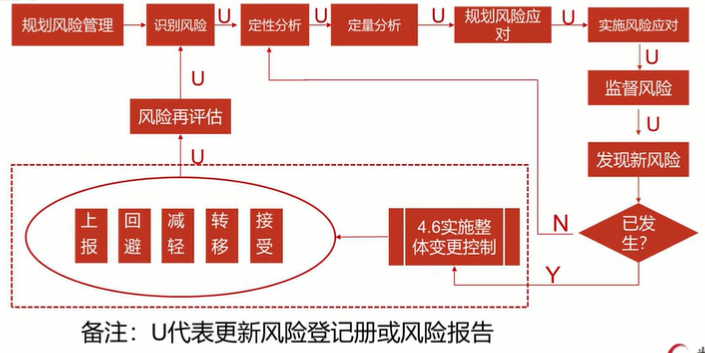 规划风险管理
识别风险
U
定性分析
U
定量分析
U
规划风险应
对
U
实施风险应对
U
U
监督风险
风险再评估
U
发现新风险
U
上
报
回
避
减
轻
转
移
接
受
4.6实施整
体变更控制
N
已发
生?
Y
备注：U代表更新风险登记册或风险报告